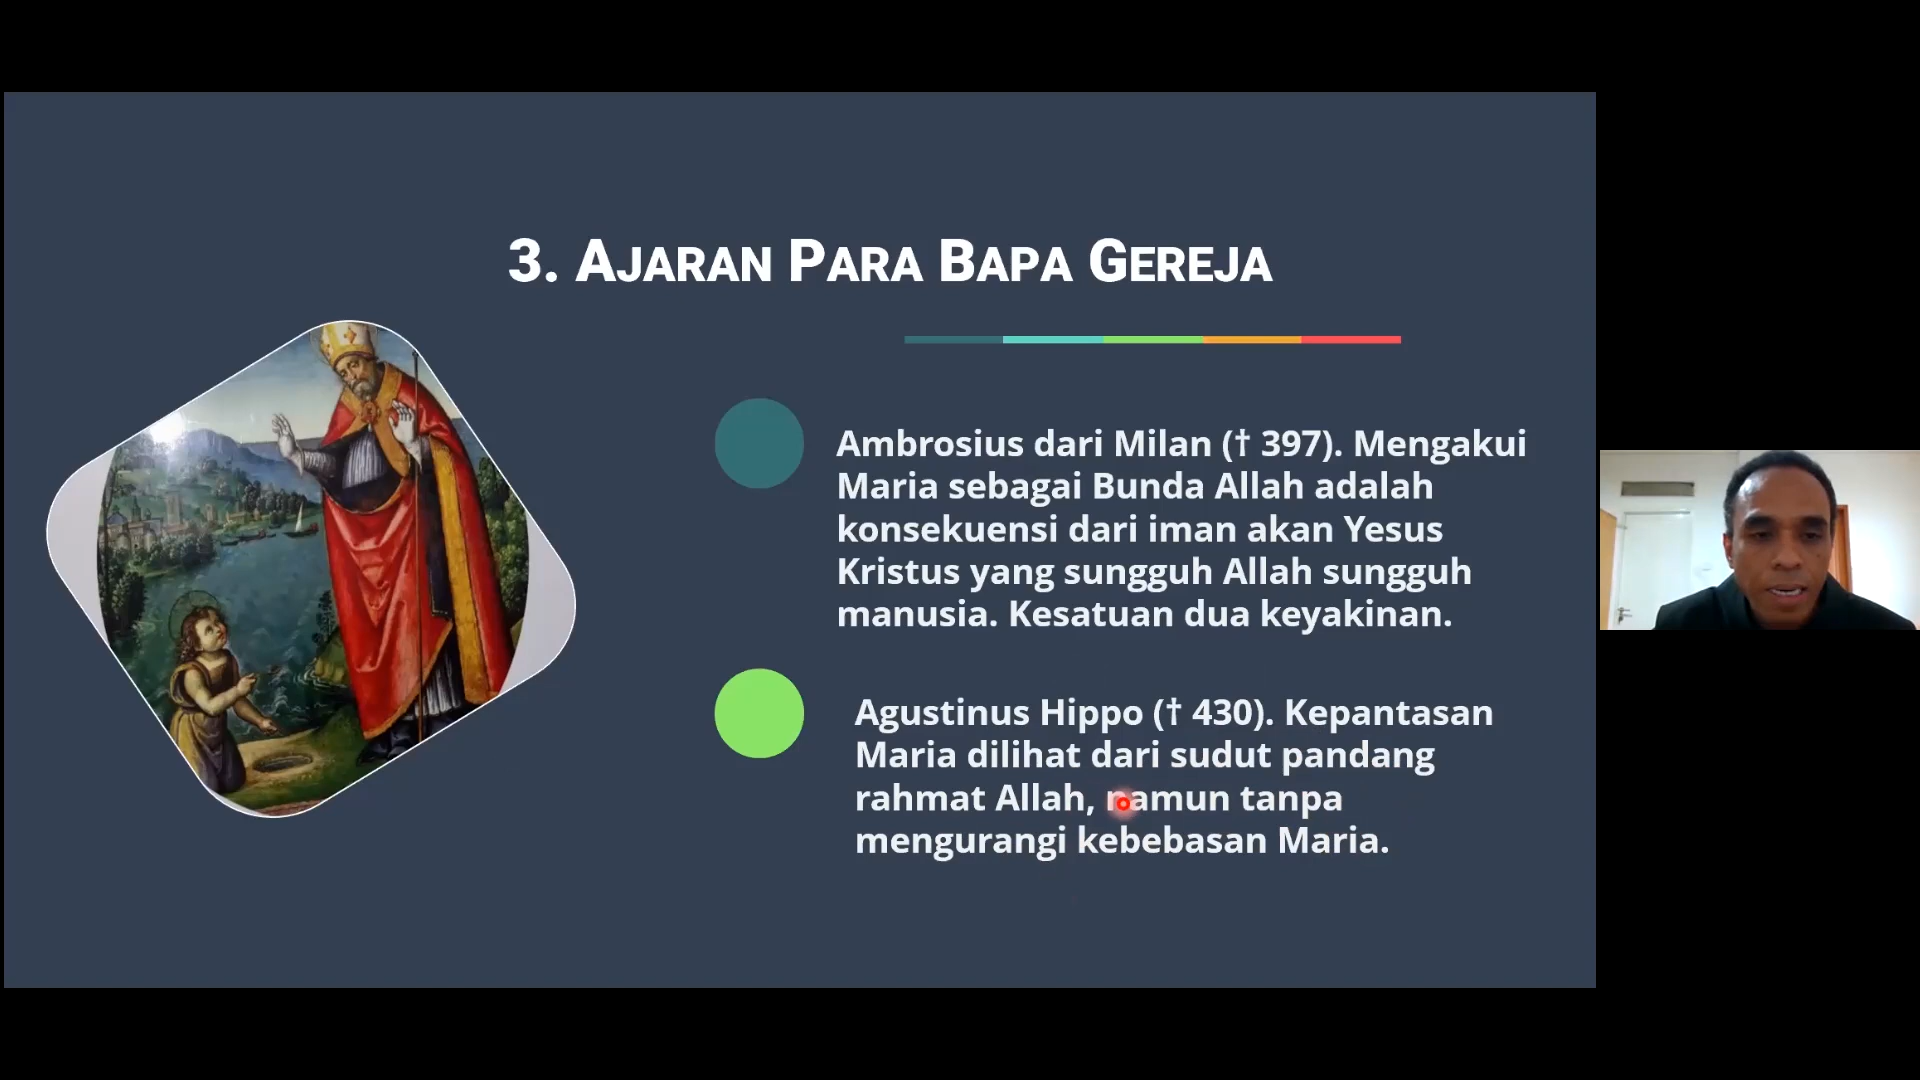 3. AJARAN PARA BAPA GEREJA
Ambrosius dari Milan († 397). Mengakui
Maria sebagai Bunda Allah adalah
konsekuensi dari iman akan Yesus
Kristus yang sungguh Allah sungguh
manusia. Kesatuan dua keyakinan.
Agustinus Hippo († 430). Kepantasan
Maria dilihat dari sudut pandang
rahmat Allah, namun tanpa
mengurangi kebebasan Maria.